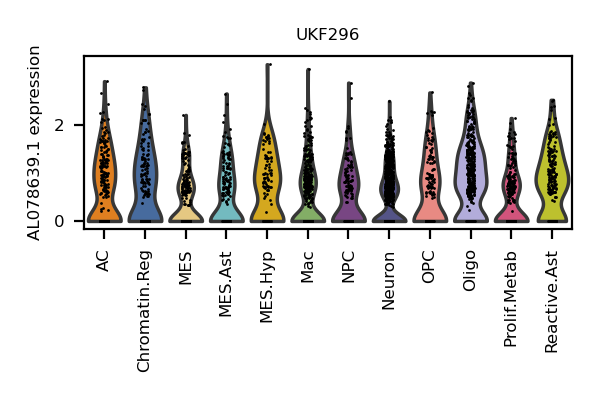 UKF296
AL078639.1 expression
2
0
AC
Chromatin.Reg
MES
MES.Ast
MES.Hyp
Mac
NPC
Neuron
OPC
Oligo
Prolif.Metab
Reactive.Ast